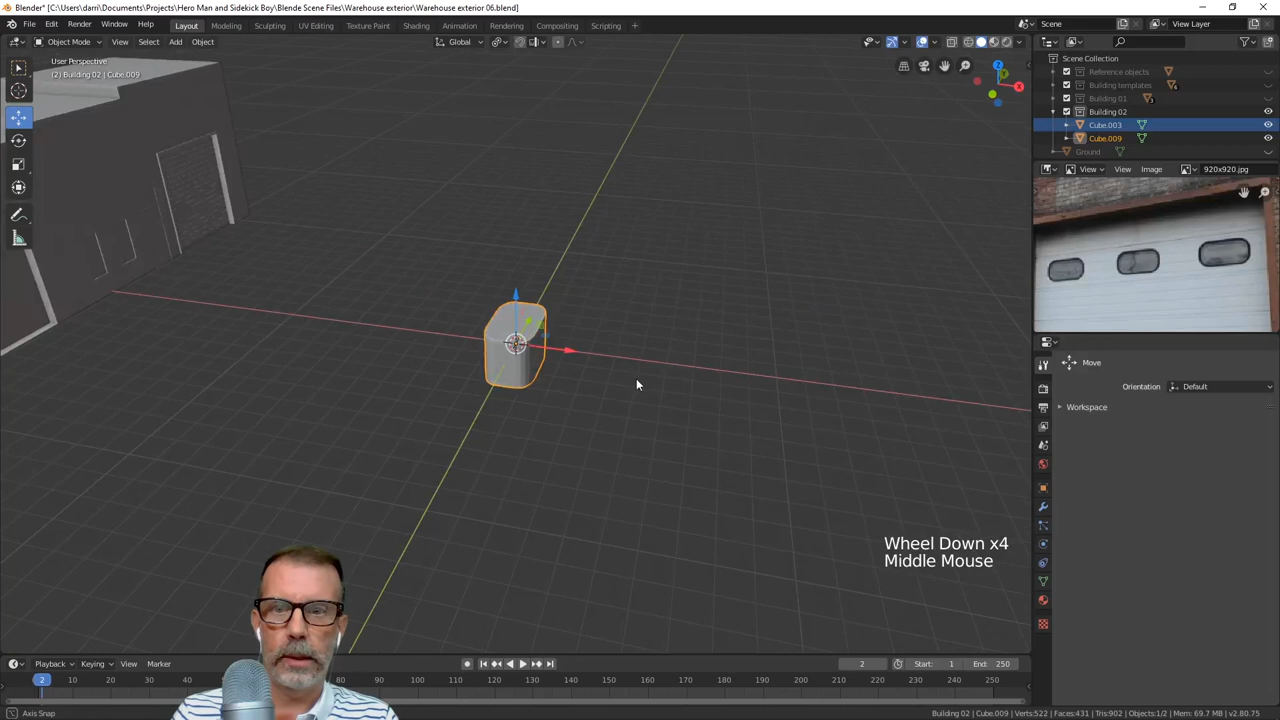 Blender* [C:\Users\darri\Documents\Projects\Hero Man and Sidekick Boy\Blende Scene Files\Warehouse exterior\Warehouse exterior 06.blend]
File Edit Render Window Help Layout Modeling Sculpting UV Editing Texture Paint Shading Animation Rendering Compositing Scripting + Scene View Layer
Object Mode View Select Add Object Global
User Perspective
(2) Building 02 | Cube.009
Z
Y
X
Scene Collection
Reference objects
Building templates
Building 01
Building 02
Cube.003
Cube.009
Ground
View View Image 920x920.jpg
Move
Orientation Default
Workspace
Wheel Down x4
Middle Mouse
Playback Keying View Marker 2 Start: 1 End: 250
2 10 20 30 40 50 60 70 80 90 100 110 120 130 140 150 160 170 180 190 200 210 220 230 240 250
Axis Snap
Building 02 | Cube.009 | Verts:522 | Faces:431 | Tris:902 | Objects:1/2 | Mem: 69.7 MB | v2.80.75